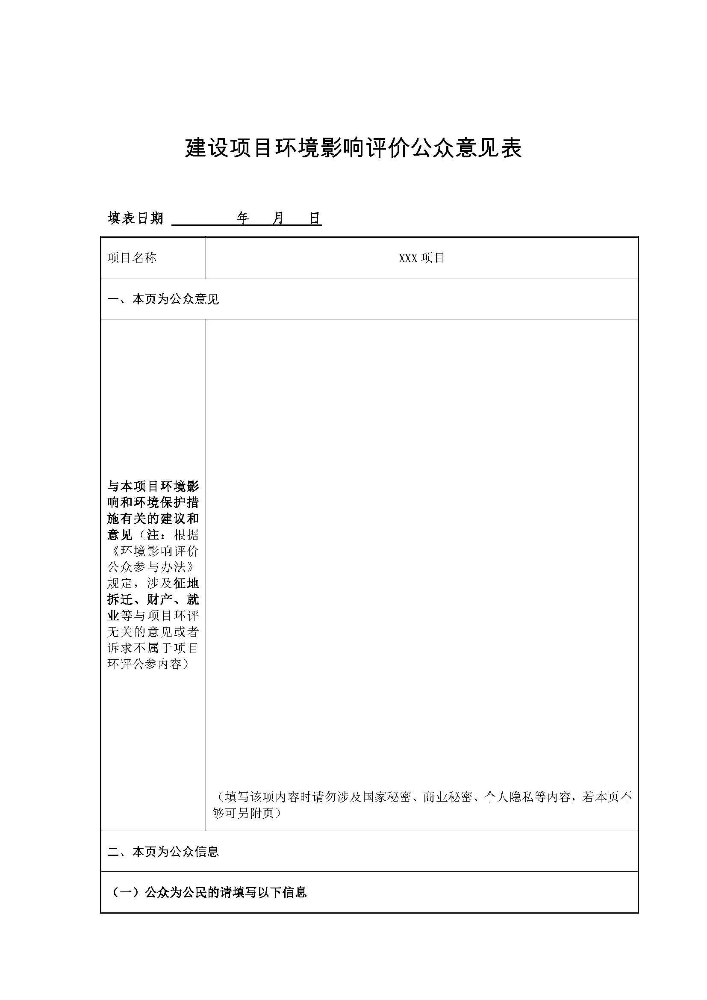 建设项目环境影响评价公众意见表
填表日期 年 月 日
项目名称
XXX 项目
一、本页为公众意见
与本项目环境影
响和环境保护措
施有关的建议和
意见（注：根据
《环境影响评价
公众参与办法》
规定，涉及征地
拆迁、财产、就
业等与项目环评
无关的意见或者
诉求不属于项目
环评公参内容）
（填写该项内容时请勿涉及国家秘密、商业秘密、个人隐私等内容，若本页不
够可另附页）
二、本页为公众信息
（一）公众为公民的请填写以下信息